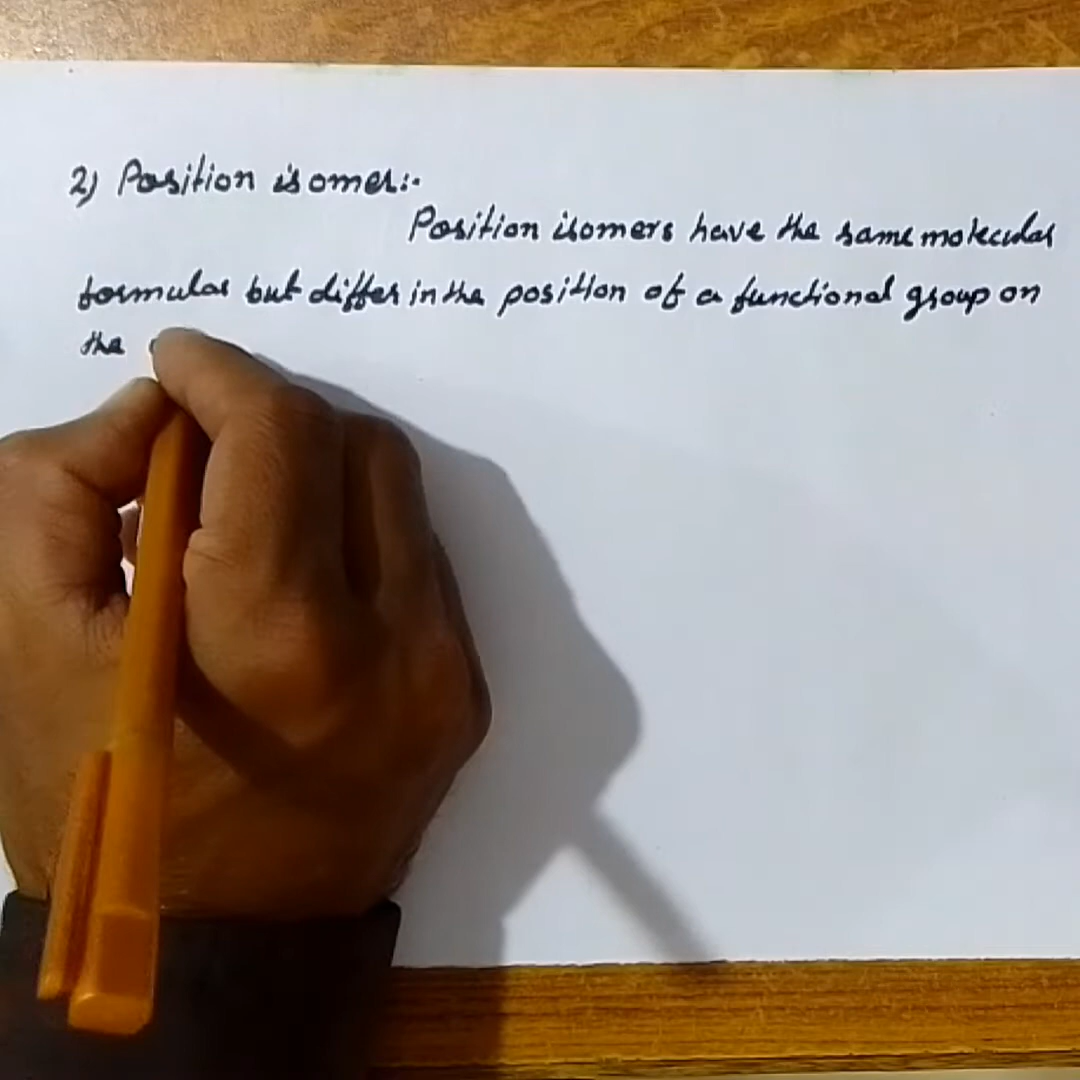 2) Position isomer:-
Position isomers have the same molecular
formular but differ in the position of a functional group on
the